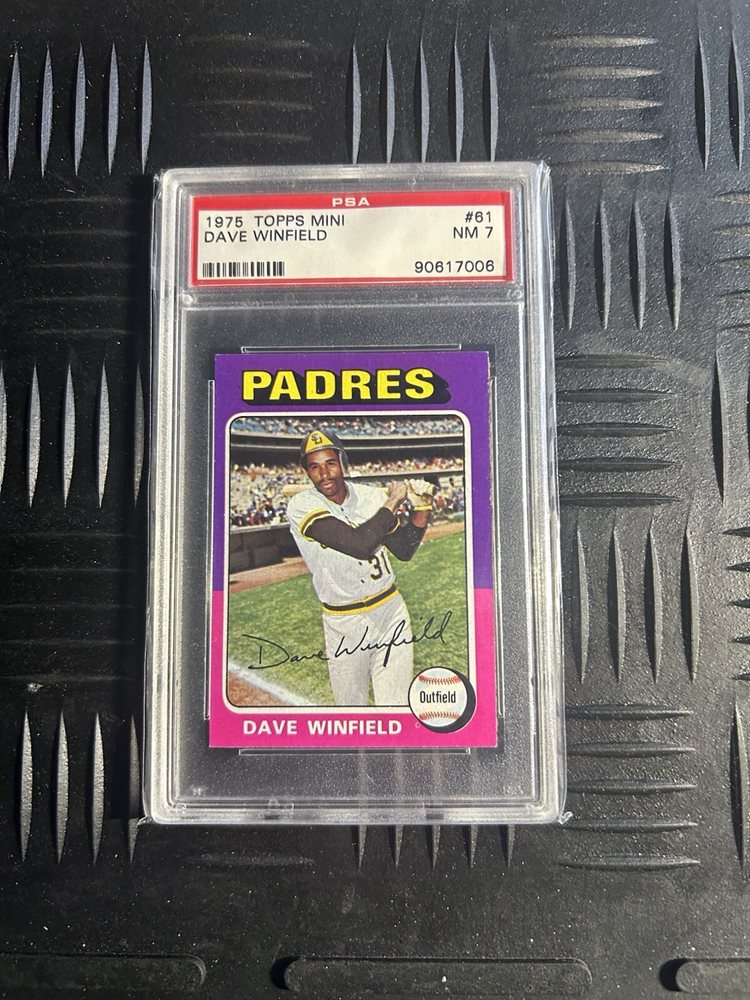 PSA
1975 TOPPS MINI #61
DAVE WINFIELD NM 7
90617006
PADRES
SD
31
Dave Winfield
Outfield
DAVE WINFIELD